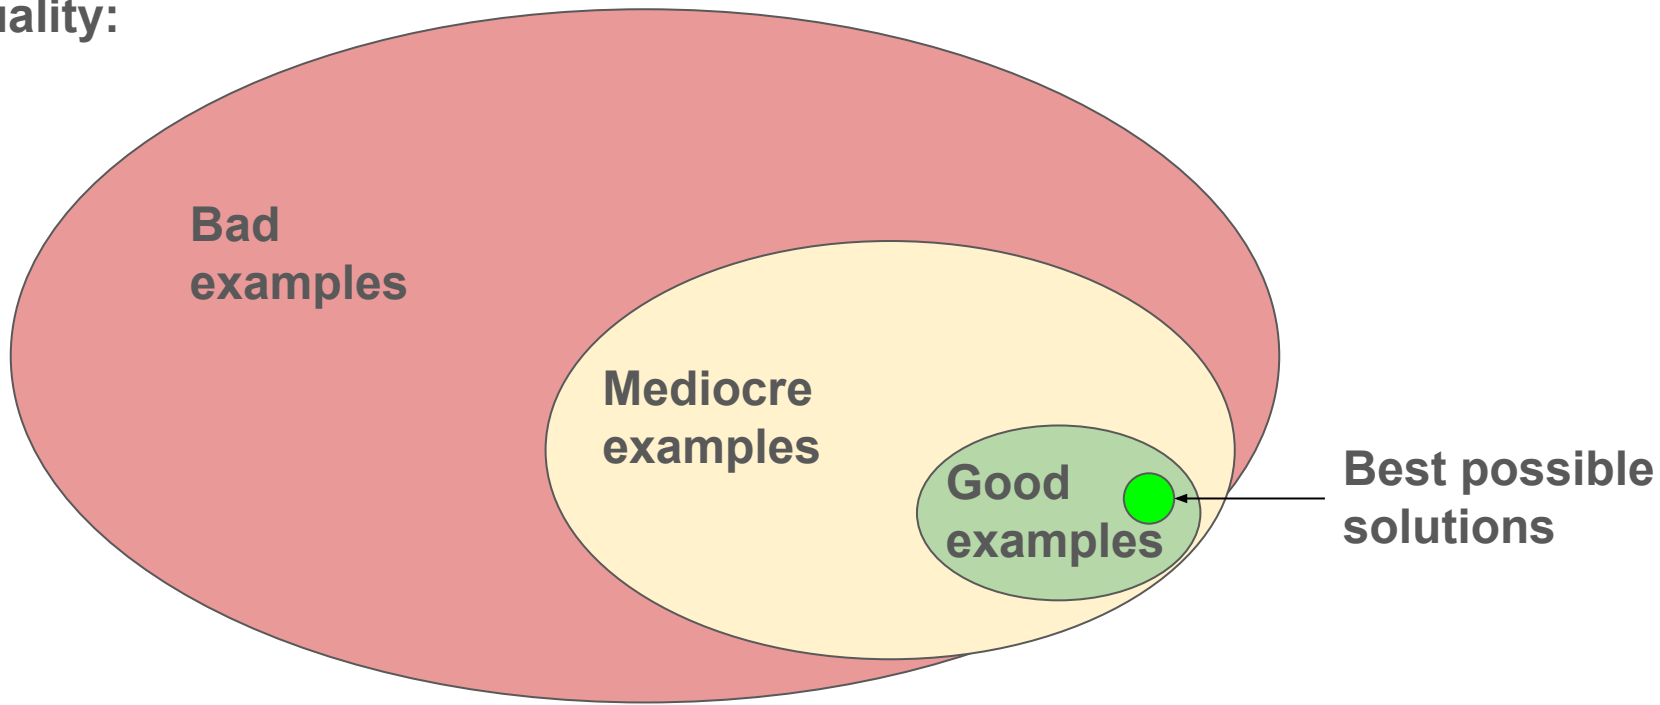 uality:
Bad
examples
Mediocre
examples
Good
examples
Best possible
solutions